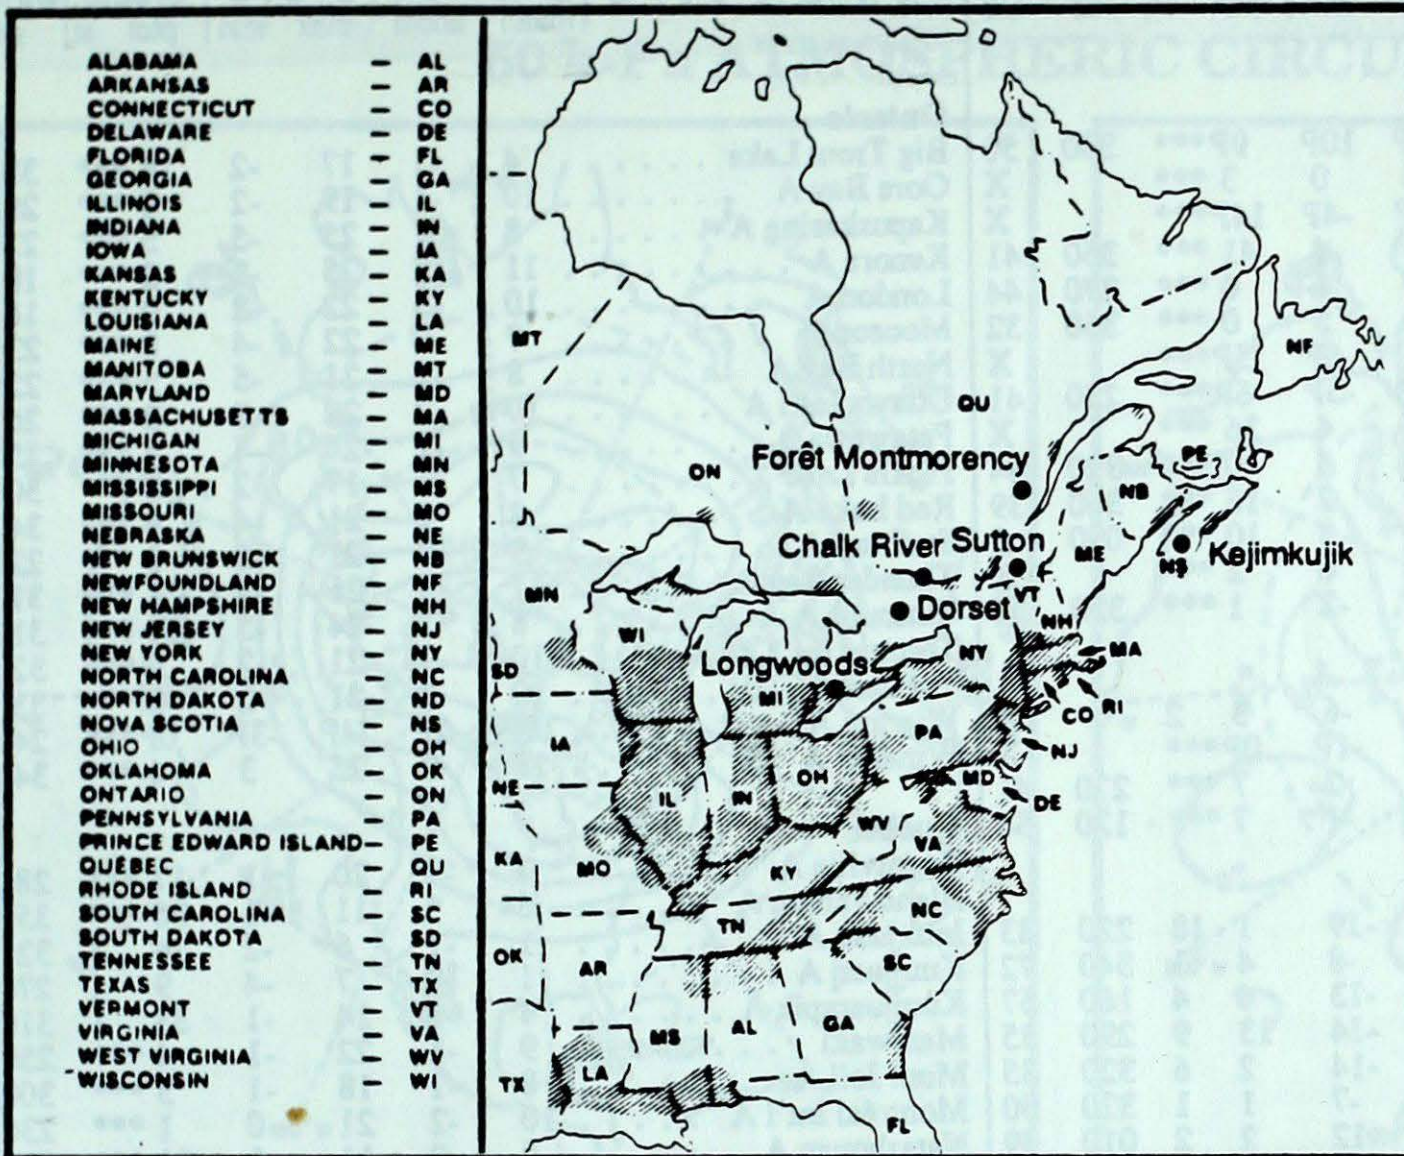 ALABAMA – AL
ARKANSAS – AR
CONNECTICUT – CO
DELAWARE – DE
FLORIDA – FL
GEORGIA – GA
ILLINOIS – IL
INDIANA – IN
IOWA – IA
KANSAS – KA
KENTUCKY – KY
LOUISIANA – LA
MAINE – ME
MANITOBA – MT
MARYLAND – MD
MASSACHUSETTS – MA
MICHIGAN – MI
MINNESOTA – MN
MISSISSIPPI – MS
MISSOURI – MO
NEBRASKA – NE
NEW BRUNSWICK – NB
NEWFOUNDLAND – NF
NEW HAMPSHIRE – NH
NEW JERSEY – NJ
NEW YORK – NY
NORTH CAROLINA – NC
NORTH DAKOTA – ND
NOVA SCOTIA – NS
OHIO – OH
OKLAHOMA – OK
ONTARIO – ON
PENNSYLVANIA – PA
PRINCE EDWARD ISLAND – PE
QUÉBEC – QU
RHODE ISLAND – RI
SOUTH CAROLINA – SC
SOUTH DAKOTA – SD
TENNESSEE – TN
TEXAS – TX
VERMONT – VT
VIRGINIA – VA
WEST VIRGINIA – WV
WISCONSIN – WI
MT
NF
QU
ON
Forêt Montmorency
PE
NB
Chalk River
Sutton
ME
NS
Kejimkujik
MN
VT
Dorset
NH
WI
NY
MA
SD
Longwoods
MI
CO
RI
IA
PA
NJ
NE
IL
IN
OH
MD
DE
WV
VA
KA
MO
KY
TN
NC
OK
AR
SC
MS
AL
GA
TX
LA
FL